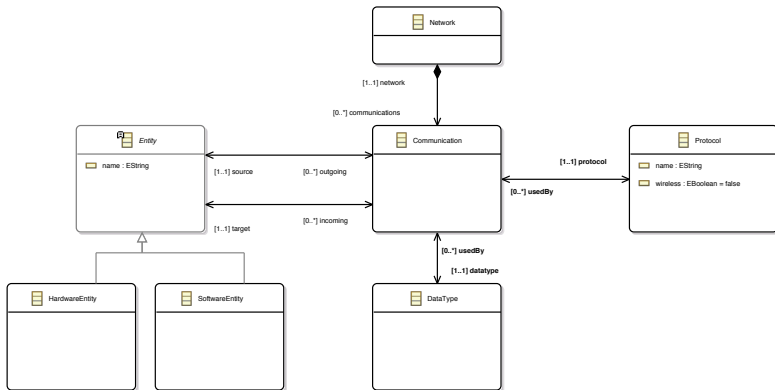 Network
[1..1] network
[0..*] communications
Entity
name : EString
Communication
Protocol
name : EString
wireless : EBoolean = false
[1..1] source
[0..*] outgoing
[1..1] protocol
[0..*] usedBy
[1..1] target
[0..*] incoming
[0..*] usedBy
[1..1] datatype
HardwareEntity
SoftwareEntity
DataType